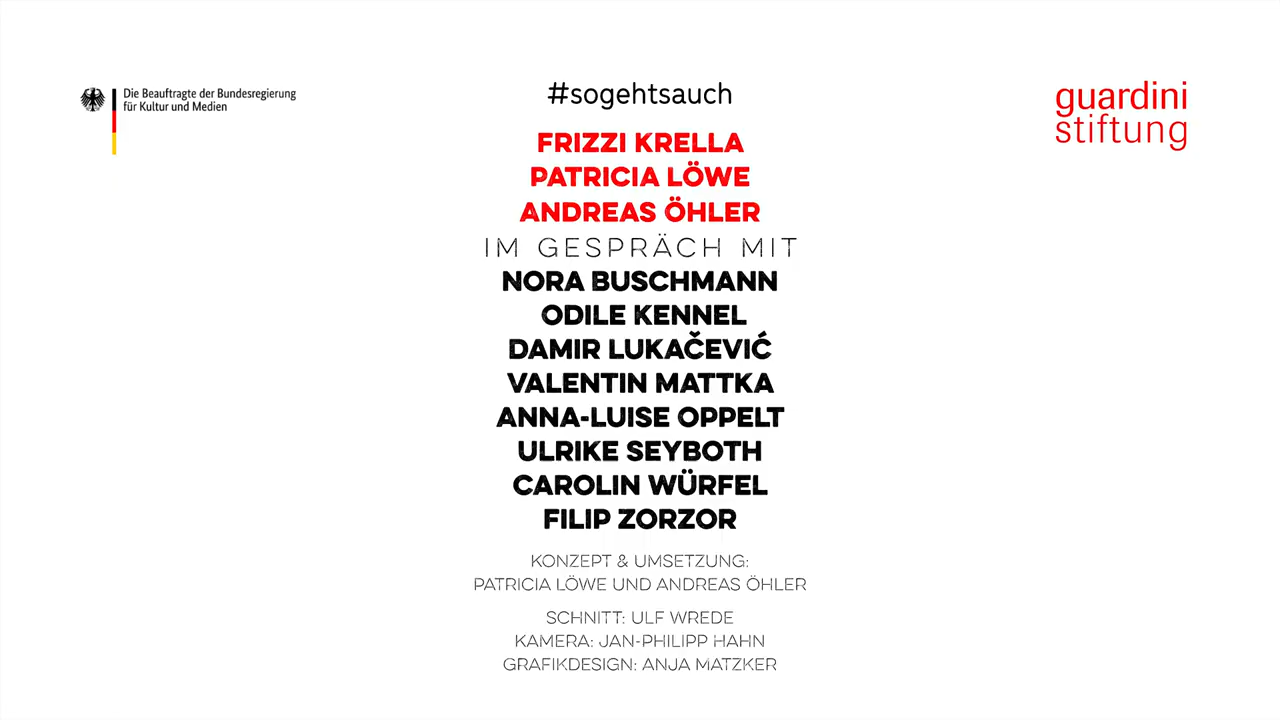 Die Beauftragte der Bundesregierung
für Kultur und Medien
#sogehtsauch
guardini
stiftung
FRIZZI KRELLA
PATRICIA LÖWE
ANDREAS ÖHLER
IM GESPRÄCH MIT
NORA BUSCHMANN
ODILE KENNEL
DAMIR LUKAČEVIĆ
VALENTIN MATTKA
ANNA-LUISE OPPELT
ULRIKE SEYBOTH
CAROLIN WÜRFEL
FILIP ZORZOR
KONZEPT & UMSETZUNG:
PATRICIA LÖWE UND ANDREAS ÖHLER
SCHNITT: ULF WREDE
KAMERA: JAN-PHILIPP HAHN
GRAFIKDESIGN: ANJA MATZKER